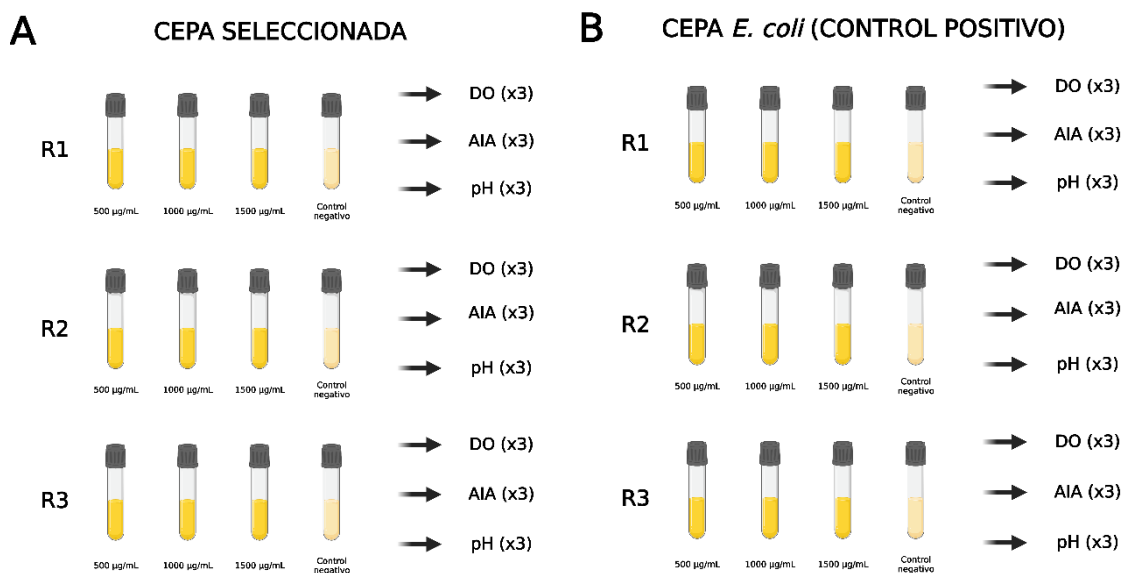 A
CEPA SELECCIONADA
R1
500 µg/mL
1000 µg/mL
1500 µg/mL
Control
negativo
DO (x3)
AIA (x3)
pH (x3)
R2
500 µg/mL
1000 µg/mL
1500 µg/mL
Control
negativo
DO (x3)
AIA (x3)
pH (x3)
R3
500 µg/mL
1000 µg/mL
1500 µg/mL
Control
negativo
DO (x3)
AIA (x3)
pH (x3)
B
CEPA E. coli (CONTROL POSITIVO)
R1
500 µg/mL
1000 µg/mL
1500 µg/mL
Control
negativo
DO (x3)
AIA (x3)
pH (x3)
R2
500 µg/mL
1000 µg/mL
1500 µg/mL
Control
negativo
DO (x3)
AIA (x3)
pH (x3)
R3
500 µg/mL
1000 µg/mL
1500 µg/mL
Control
negativo
DO (x3)
AIA (x3)
pH (x3)